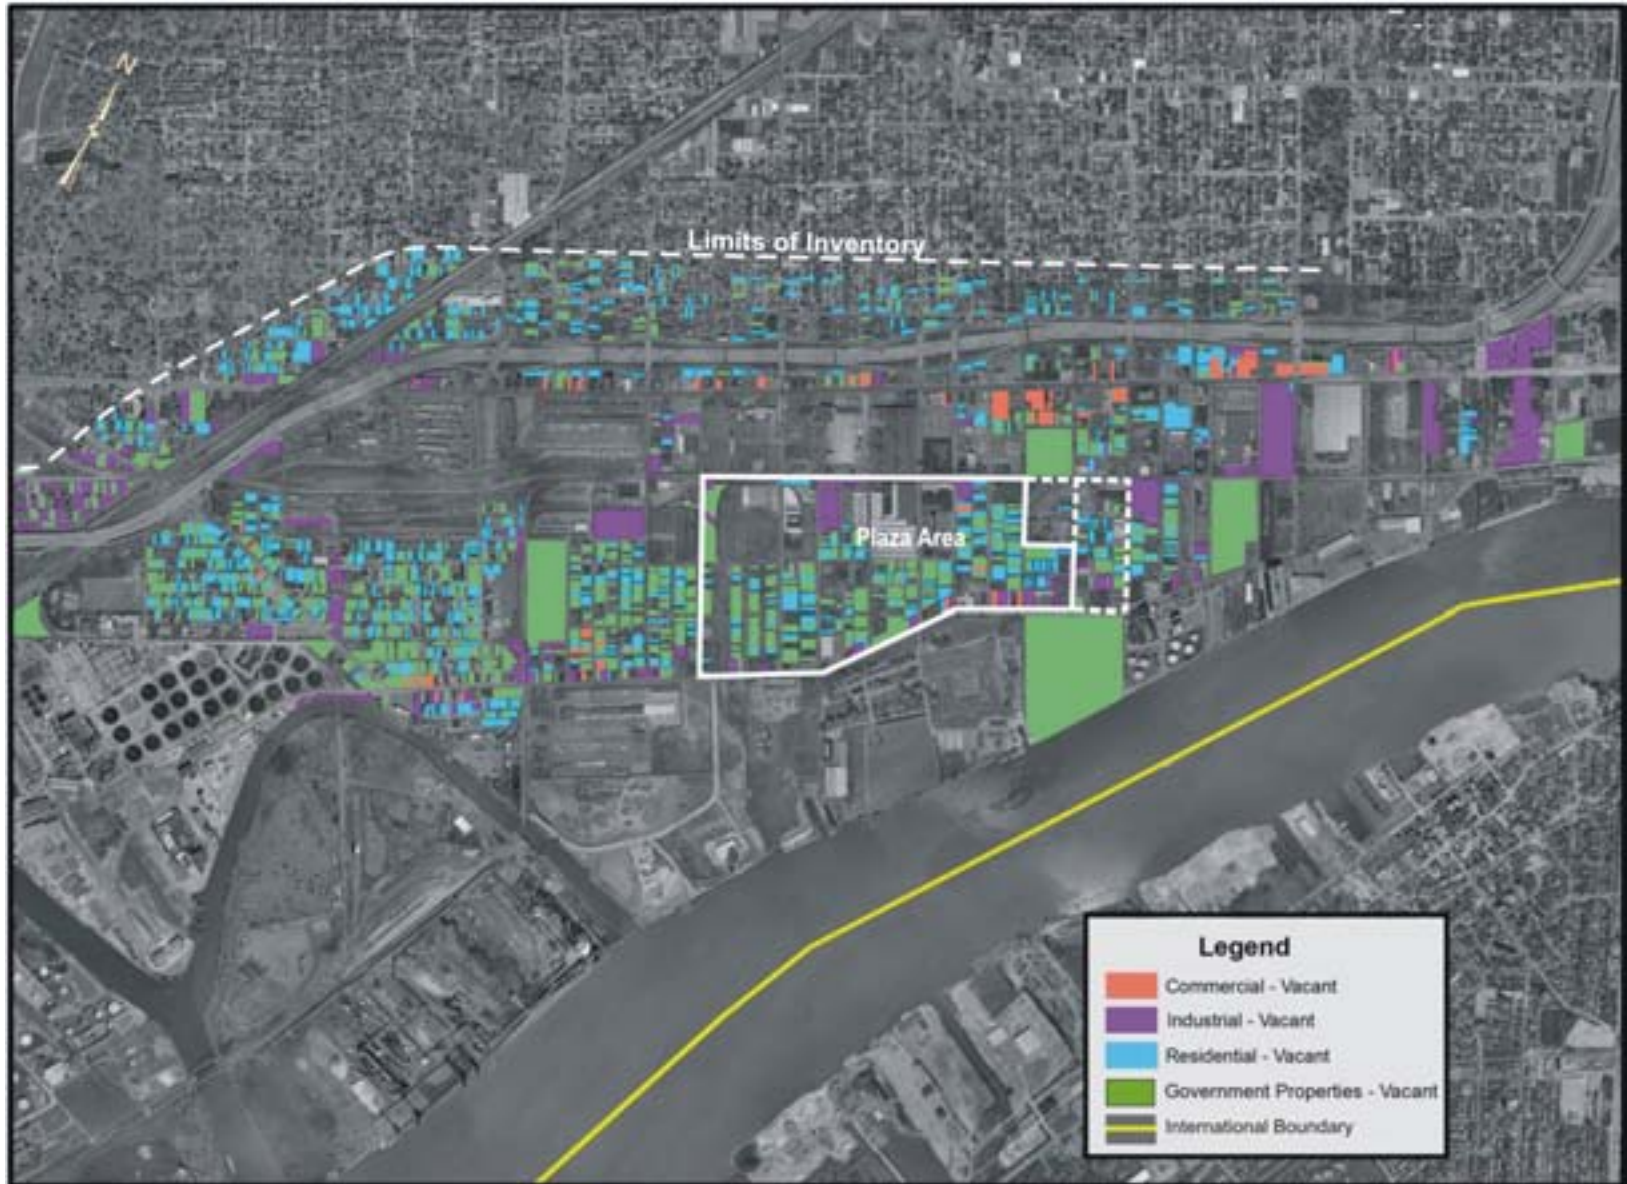 N
Limits of Inventory
Plaza Area
Legend
Commercial - Vacant
Industrial - Vacant
Residential - Vacant
Government Properties - Vacant
International Boundary